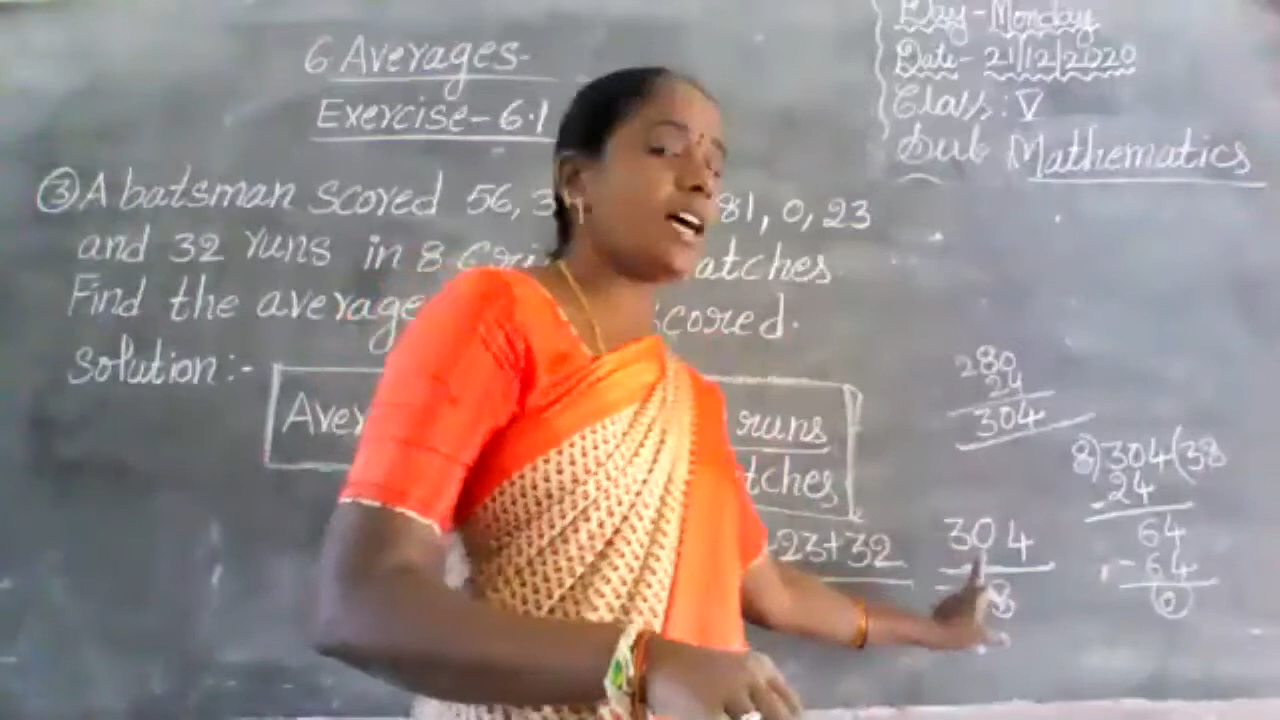 6 Averages-
Exercise-6.1
Day-Monday
Date-21/12/2020
Class: V
Sub Mathematics
③ A batsman scored 56, 3 81, 0, 23
and 32 runs in 8
Find the average scored.
Solution:-
runs
280
24
304
8)304(38
24
64
-64
0
23+32
304
8